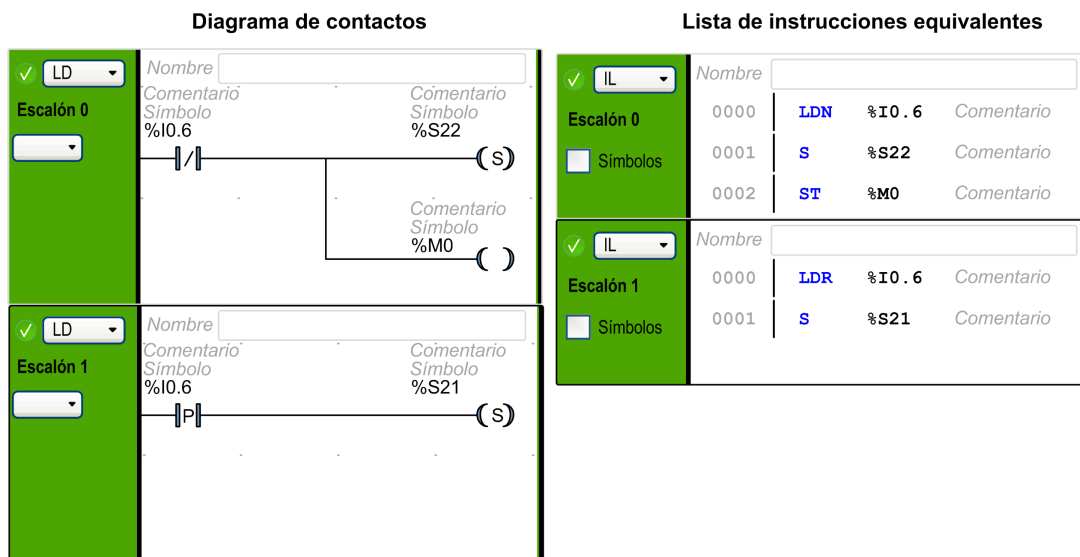 Diagrama de contactos
LD
Nombre
Escalón 0
Comentario Comentario
Símbolo Símbolo
%I0.6 %S22
/ S
Comentario
Símbolo
%M0
LD
Nombre
Escalón 1
Comentario Comentario
Símbolo Símbolo
%I0.6 %S21
P S
Lista de instrucciones equivalentes
IL
Nombre
Escalón 0
Símbolos
0000 LDN %I0.6 Comentario
0001 S %S22 Comentario
0002 ST %M0 Comentario
IL
Nombre
Escalón 1
Símbolos
0000 LDR %I0.6 Comentario
0001 S %S21 Comentario